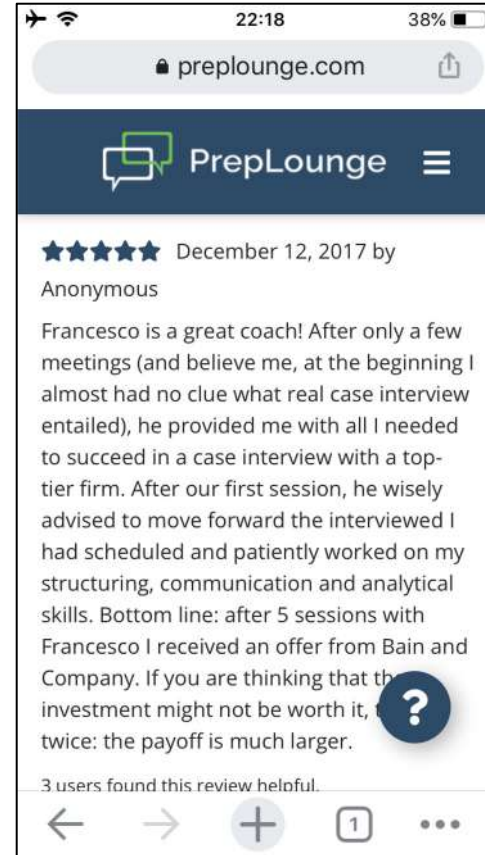 22:18
38%
preplounge.com
PrepLounge
December 12, 2017 by
Anonymous
Francesco is a great coach! After only a few
meetings (and believe me, at the beginning I
almost had no clue what real case interview
entailed), he provided me with all I needed
to succeed in a case interview with a top-
tier firm. After our first session, he wisely
advised to move forward the interviewed I
had scheduled and patiently worked on my
structuring, communication and analytical
skills. Bottom line: after 5 sessions with
Francesco I received an offer from Bain and
Company. If you are thinking that
investment might not be worth it,
twice: the payoff is much larger.
3 users found this review helpful.
?
1